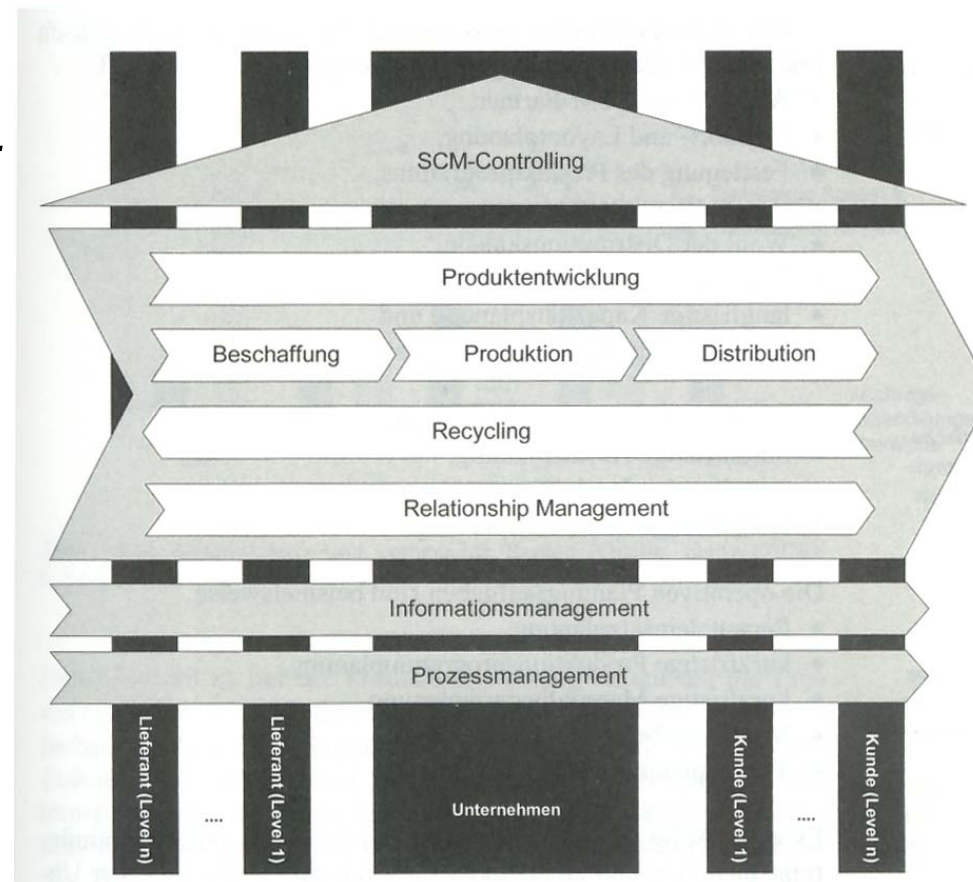 SCM-Controlling
Produktentwicklung
Beschaffung
Produktion
Distribution
Recycling
Relationship Management
Informationsmanagement
Prozessmanagement
Lieferant (Level n)
....
Lieferant (Level 1)
Unternehmen
Kunde (Level 1)
....
Kunde (Level n)